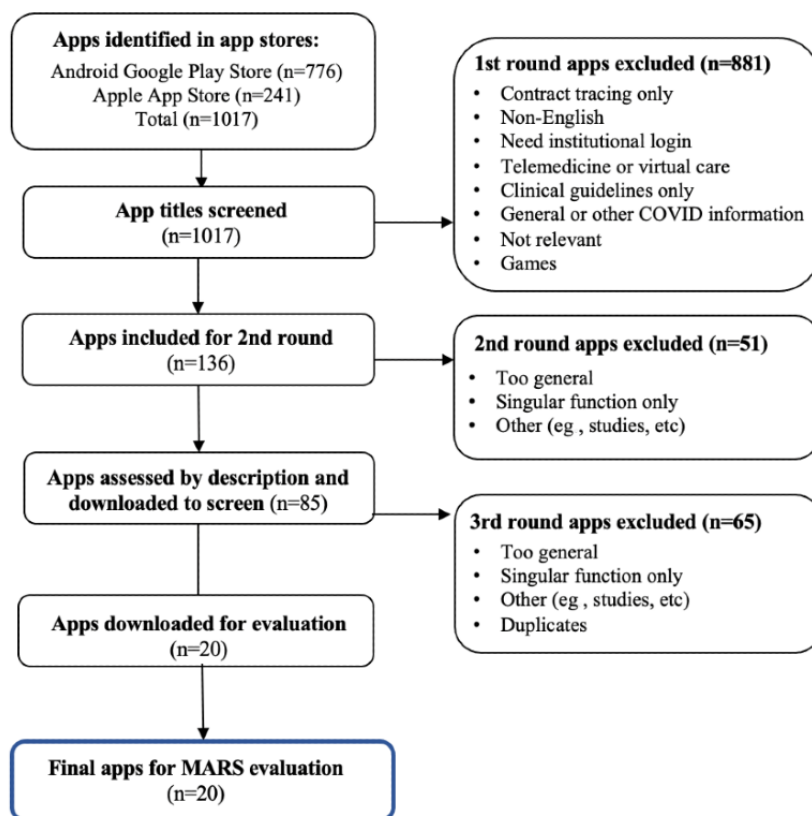 Apps identified in app stores:
Android Google Play Store (n=776)
Apple App Store (n=241)
Total (n=1017)
1st round apps excluded (n=881)
• Contract tracing only
• Non-English
• Need institutional login
• Telemedicine or virtual care
• Clinical guidelines only
• General or other COVID information
• Not relevant
• Games
App titles screened
(n=1017)
Apps included for 2nd round
(n=136)
2nd round apps excluded (n=51)
• Too general
• Singular function only
• Other (eg , studies, etc)
Apps assessed by description and
downloaded to screen (n=85)
3rd round apps excluded (n=65)
• Too general
• Singular function only
• Other (eg , studies, etc)
• Duplicates
Apps downloaded for evaluation
(n=20)
Final apps for MARS evaluation
(n=20)